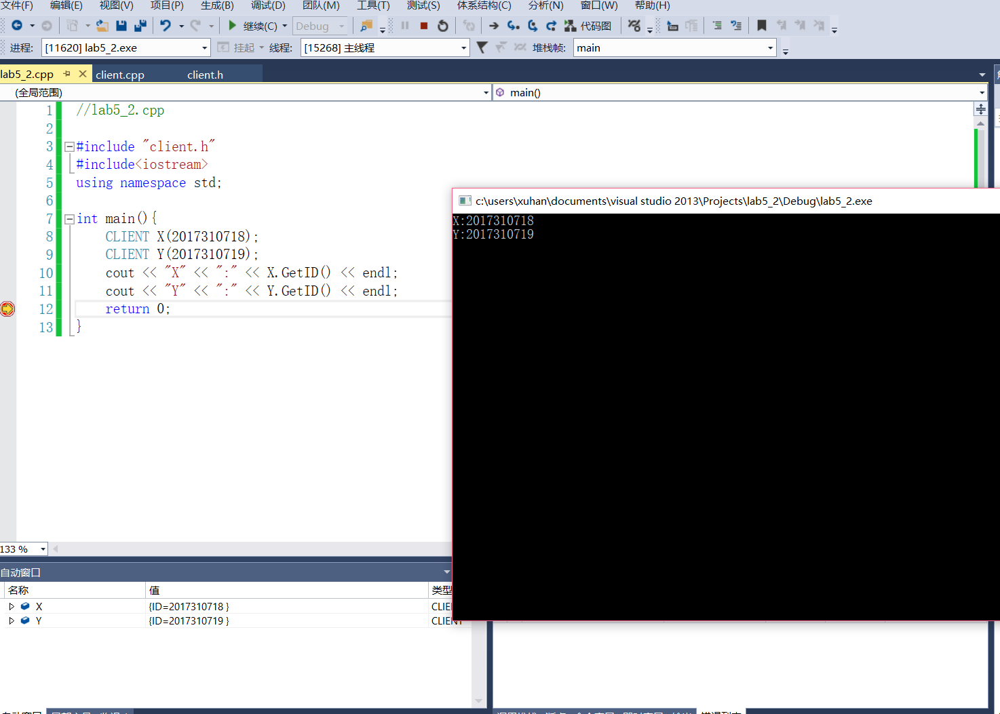 文件(F) 编辑(E) 视图(V) 项目(P) 生成(B) 调试(D) 团队(M) 工具(T) 测试(S) 体系结构(C) 分析(N) 窗口(W) 帮助(H)
继续(C) Debug 代码图
进程: [11620] lab5_2.exe 挂起 线程: [15268] 主线程 堆栈帧: main
lab5_2.cpp client.cpp client.h
(全局范围) main()
1 //lab5_2.cpp
2
3 #include "client.h"
4 #include<iostream>
5 using namespace std;
6
7 int main(){
8 CLIENT X(2017310718);
9 CLIENT Y(2017310719);
10 cout << "X" << ":" << X.GetID() << endl;
11 cout << "Y" << ":" << Y.GetID() << endl;
12 return 0;
13 }
c:\users\xuhan\documents\visual studio 2013\Projects\lab5_2\Debug\lab5_2.exe
X:2017310718
Y:2017310719
133 %
自动窗口
名称 值 类型
X {ID=2017310718 } CLIE
Y {ID=2017310719 } CLIENT